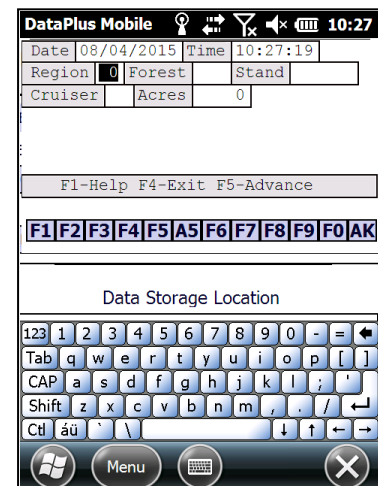 DataPlus Mobile 10:27
Date 08/04/2015 Time 10:27:19
Region 0 Forest Stand
Cruiser Acres 0
F1-Help F4-Exit F5-Advance
F1 F2 F3 F4 F5 A5 F6 F7 F8 F9 F0 AK
Data Storage Location
123 1 2 3 4 5 6 7 8 9 0 - =
Tab q w e r t y u i o p [ ]
CAP a s d f g h j k l ; '
Shift z x c v b n m , . /
Ctl áü ` \
Menu